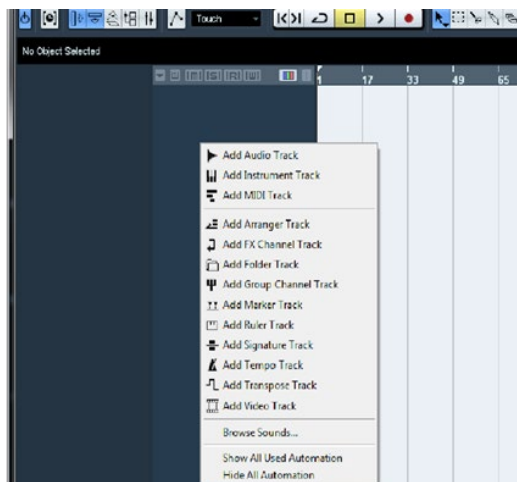 Touch
No Object Selected
1 17 33 49 65
Add Audio Track
Add Instrument Track
Add MIDI Track
Add Arranger Track
Add FX Channel Track
Add Folder Track
Add Group Channel Track
Add Marker Track
Add Ruler Track
Add Signature Track
Add Tempo Track
Add Transpose Track
Add Video Track
Browse Sounds...
Show All Used Automation
Hide All Automation